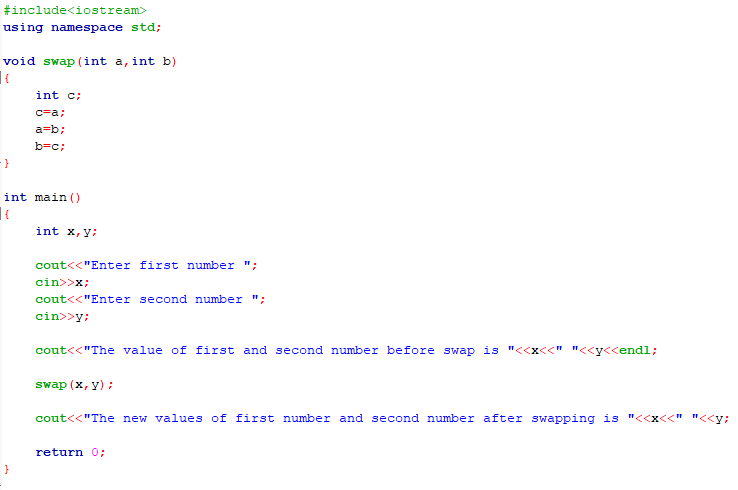 #include<iostream>
using namespace std;
void swap(int a,int b)
{
int c;
c=a;
a=b;
b=c;
}
int main()
{
int x,y;
cout<<"Enter first number ";
cin>>x;
cout<<"Enter second number ";
cin>>y;
cout<<"The value of first and second number before swap is "<<x<<" "<<y<<endl;
swap(x,y);
cout<<"The new values of first number and second number after swapping is "<<x<<" "<<y;
return 0;
}